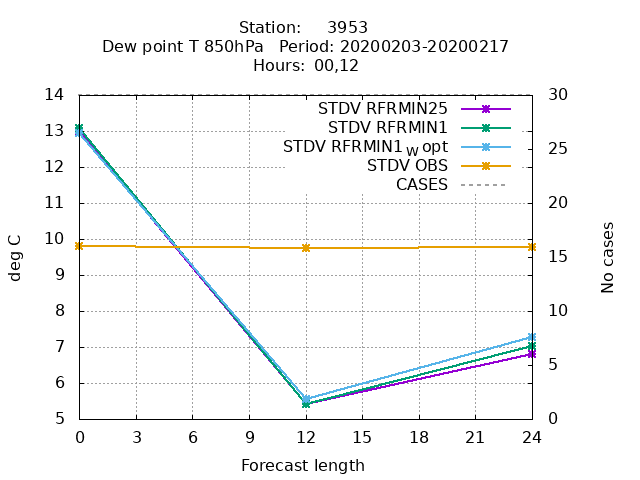 Station: 3953
Dew point T 850hPa Period: 20200203-20200217
Hours: 00,12
14 30
STDV RFRMIN25
13 STDV RFRMIN1
25
STDV RFRMIN1 W opt
12 STDV OBS
CASES
11 20
10
15
9
8 10
7
5
6
5 0
deg C
No cases
0 3 6 9 12 15 18 21 24
Forecast length